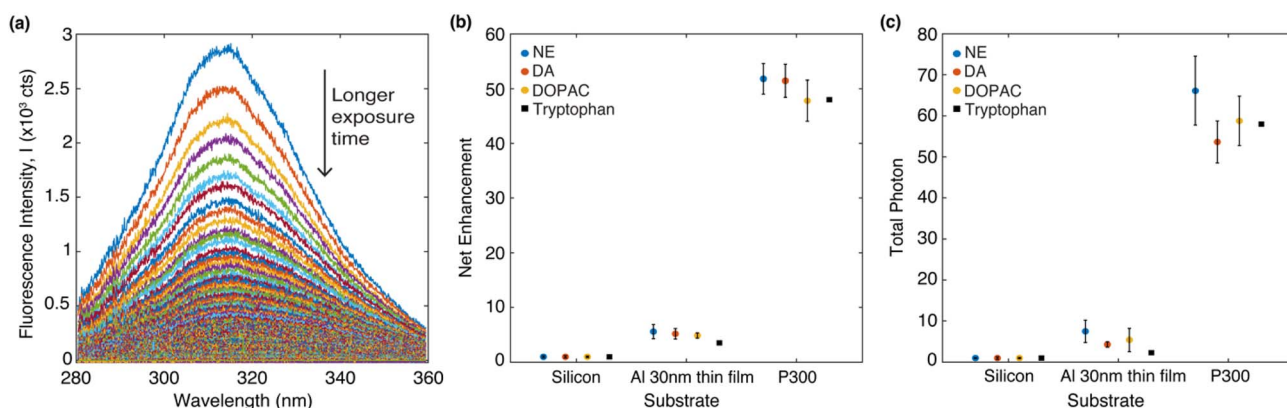 (a)
Fluorescence Intensity, I (x10³ cts)
3
2.5
2
1.5
1
0.5
0
280 300 320 340 360
Wavelength (nm)
Longer
exposure
time
(b)
Net Enhancement
60
50
40
30
20
10
0
NE
DA
DOPAC
Tryptophan
Silicon Al 30nm thin film P300
Substrate
(c)
Total Photon
80
70
60
50
40
30
20
10
0
NE
DA
DOPAC
Tryptophan
Silicon Al 30nm thin film P300
Substrate